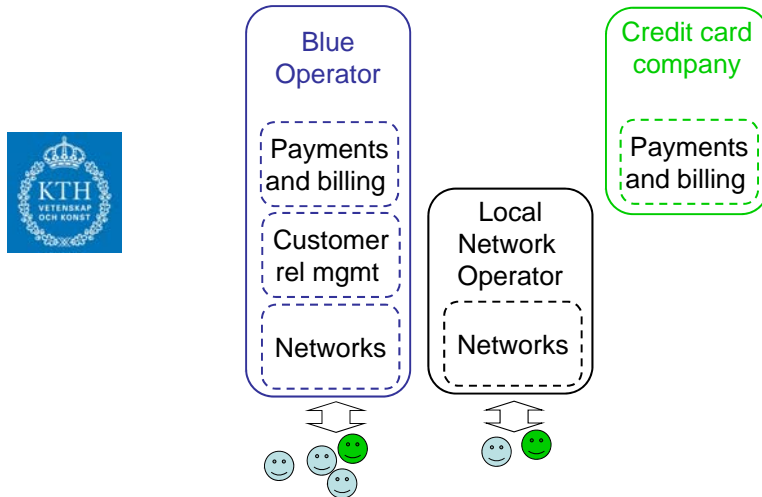 Blue
Operator
Payments
and billing
Customer
rel mgmt
Networks
Local
Network
Operator
Networks
Credit card
company
Payments
and billing
KTH
VETENSKAP
OCH KONST